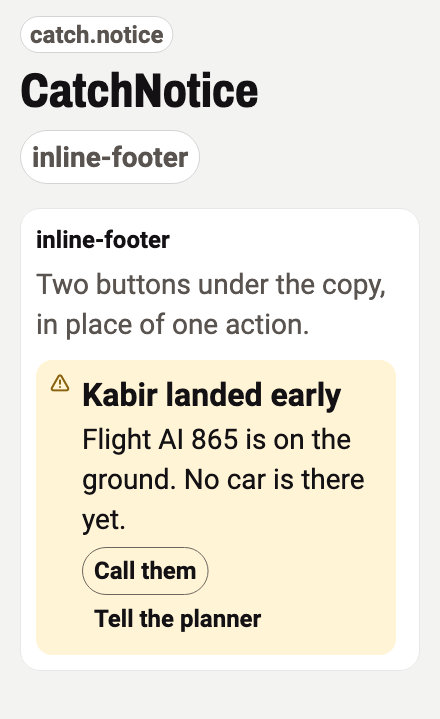 catch.notice
CatchNotice
inline-footer
inline-footer
Two buttons under the copy,
in place of one action.
Kabir landed early
Flight AI 865 is on the
ground. No car is there
yet.
Call them
Tell the planner